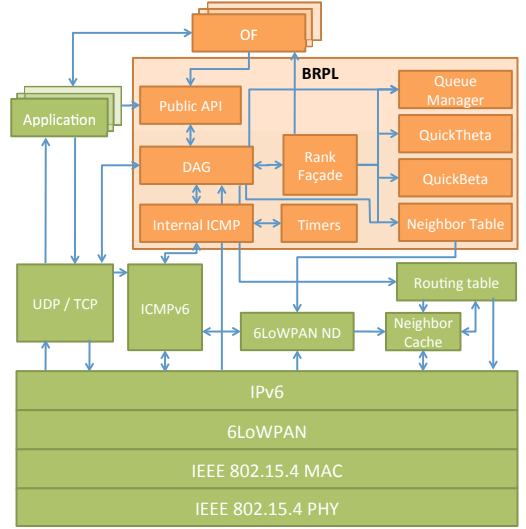 OF
BRPL
Queue
Manager
Application
Public API
QuickTheta
DAG
Rank
Façade
QuickBeta
Internal ICMP
Timers
Neighbor Table
UDP / TCP
ICMPv6
Routing table
6LoWPAN ND
Neighbor
Cache
IPv6
6LoWPAN
IEEE 802.15.4 MAC
IEEE 802.15.4 PHY